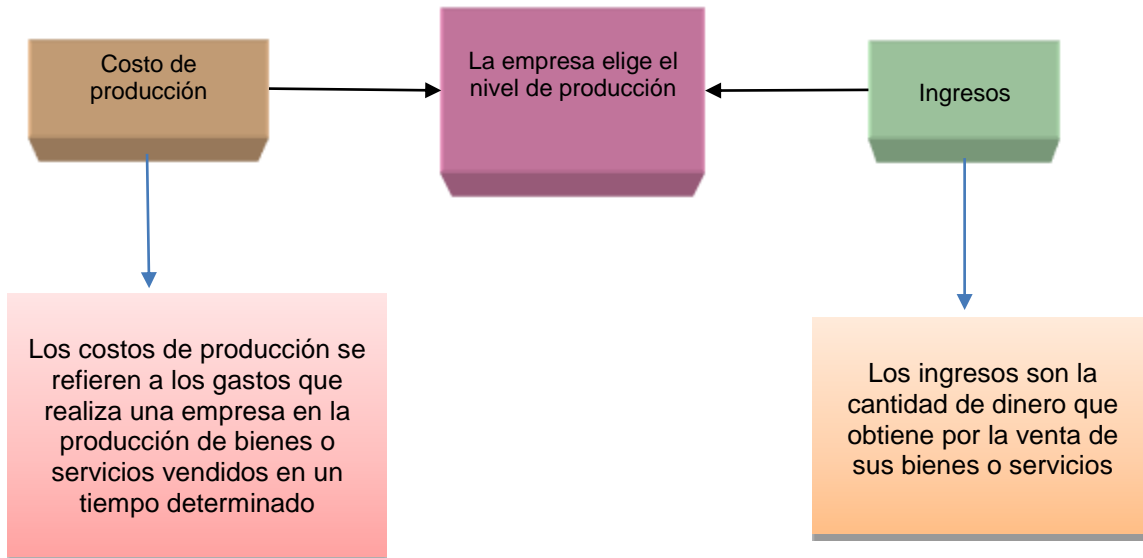 Costo de
producción
La empresa elige el
nivel de producción
Ingresos
Los costos de producción se
refieren a los gastos que
realiza una empresa en la
producción de bienes o
servicios vendidos en un
tiempo determinado
Los ingresos son la
cantidad de dinero que
obtiene por la venta de
sus bienes o servicios